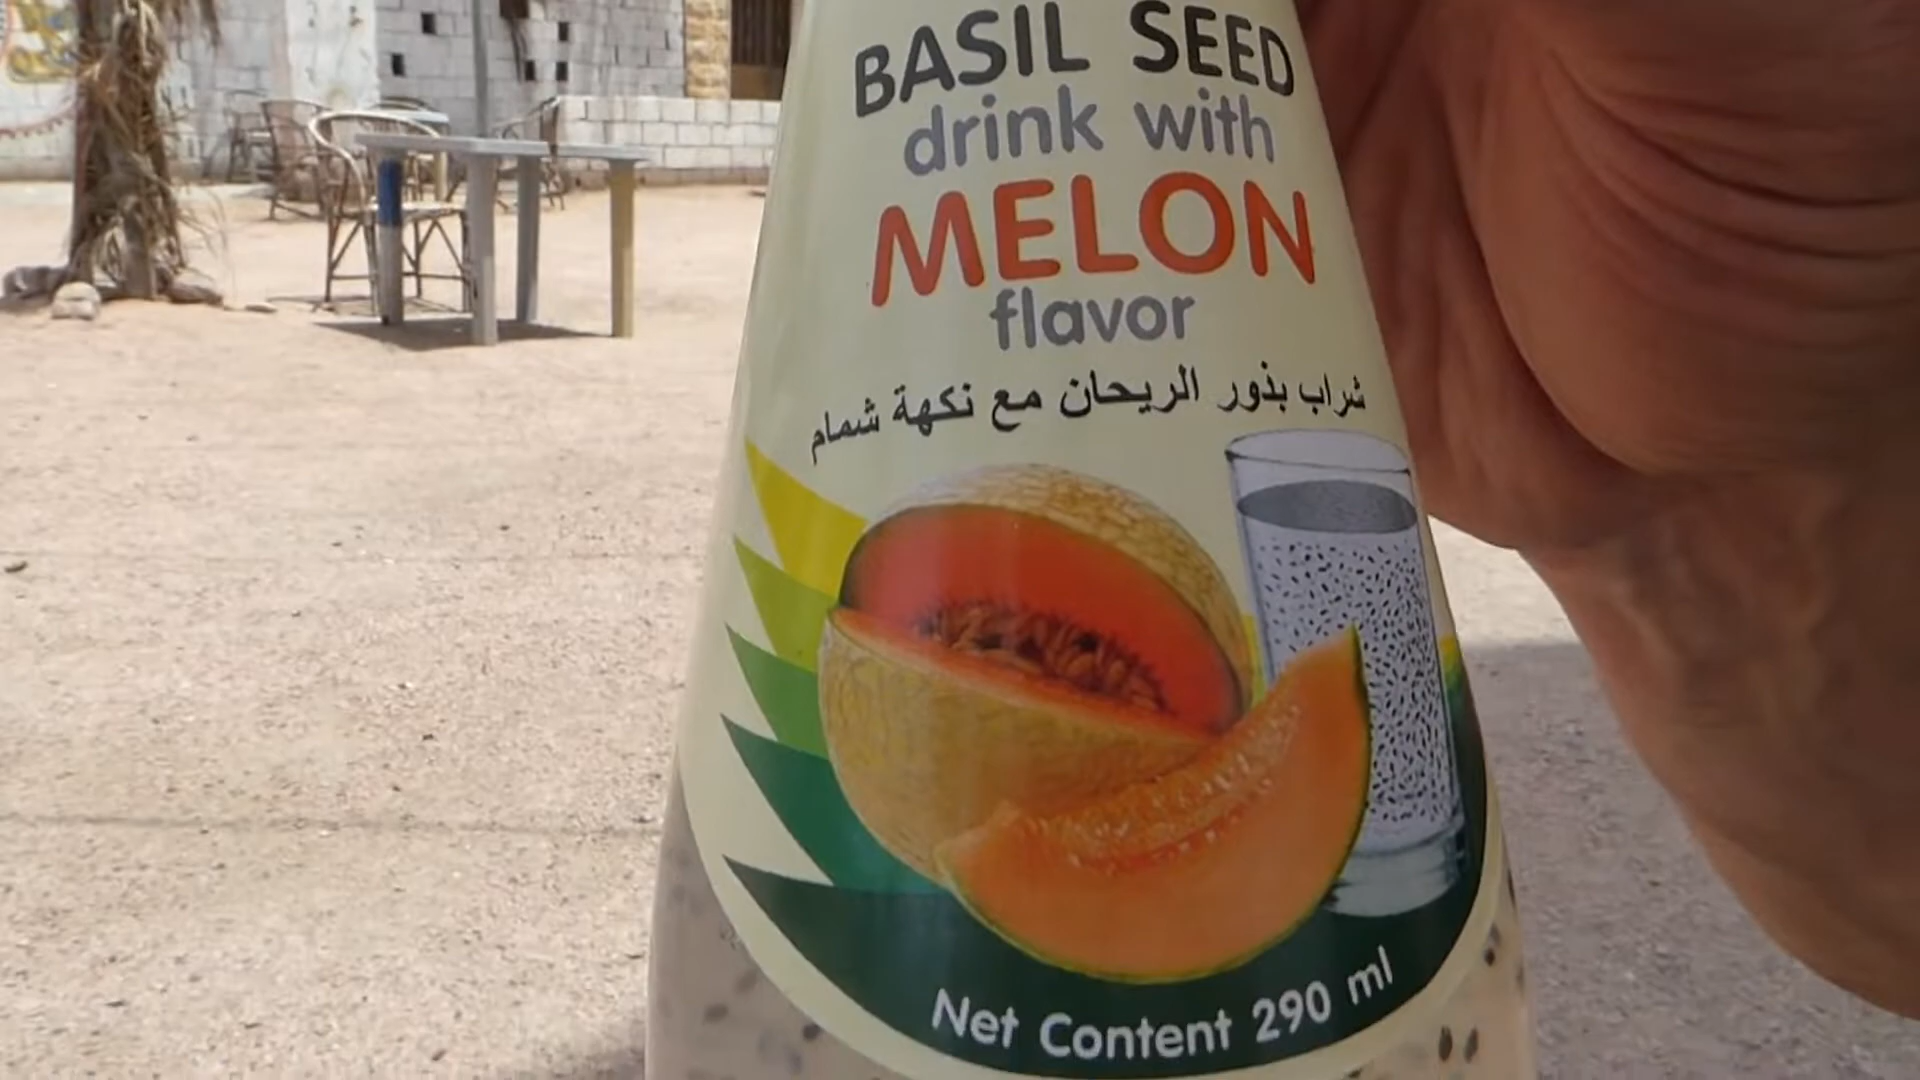 BASIL SEED
drink with
MELON
flavor
شراب بذور الريحان مع نكهة شمام
Net Content 290 ml